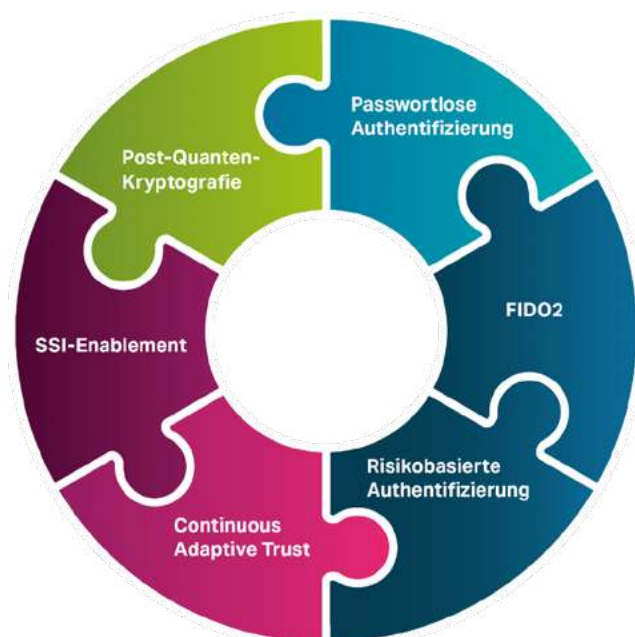 Passwortlose
Authentifizierung
FIDO2
Risikobasierte
Authentifizierung
Continuous
Adaptive Trust
SSI-Enablement
Post-Quanten-
Kryptografie